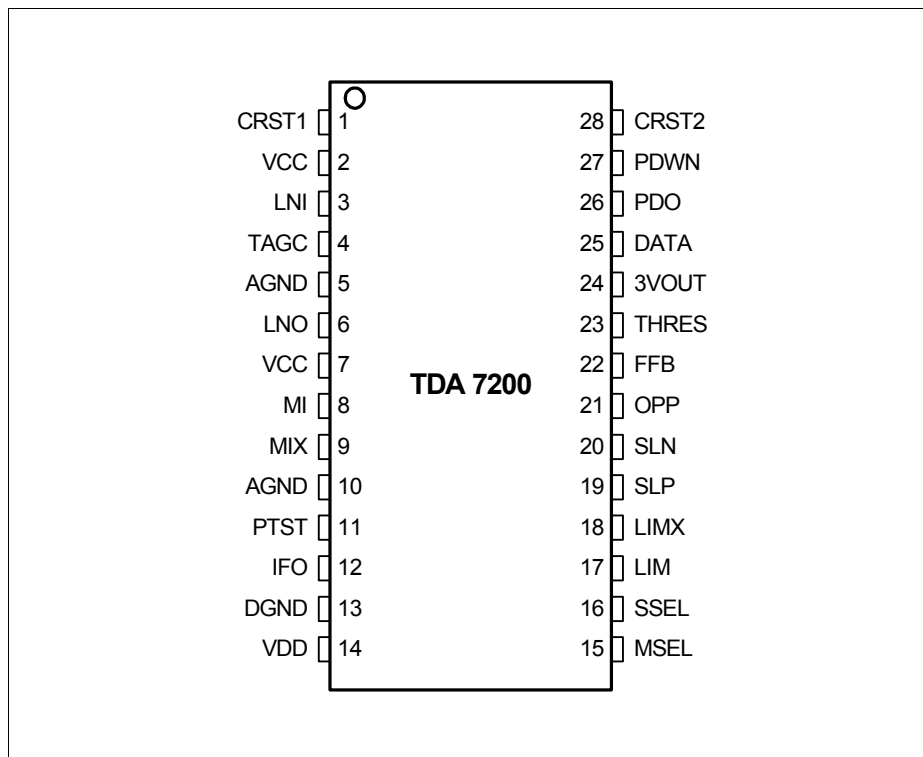 CRST1 1 28 CRST2
VCC 2 27 PDWN
LNI 3 26 PDO
TAGC 4 25 DATA
AGND 5 24 3VOUT
LNO 6 23 THRES
VCC 7 22 FFB
TDA 7200
MI 8 21 OPP
MIX 9 20 SLN
AGND 10 19 SLP
PTST 11 18 LIMX
IFO 12 17 LIM
DGND 13 16 SSEL
VDD 14 15 MSEL